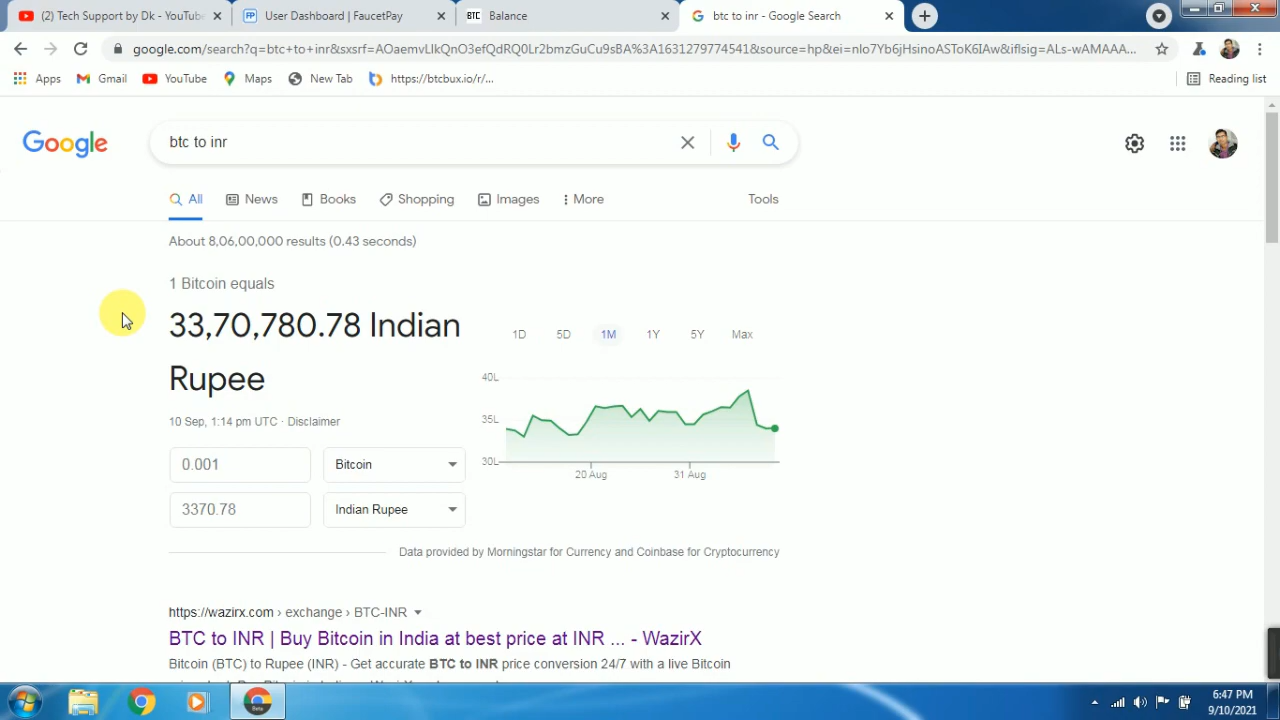 (2) Tech Support by Dk - YouTub
User Dashboard | FaucetPay
BTC Balance
btc to inr - Google Search
google.com/search?q=btc+to+inr&sxsrf=AOaemvLIkQnO3efQdRQ0Lr2bmzGuCu9sBA%3A1631279774541&source=hp&ei=nlo7Yb6jHsinoASToK6IAw&iflsig=ALs-wAMAAA...
Apps
Gmail
YouTube
Maps
New Tab
https://btcbux.io/r/...
Reading list
Google
btc to inr
All
News
Books
Shopping
Images
More
Tools
About 8,06,00,000 results (0.43 seconds)
1 Bitcoin equals
33,70,780.78 Indian
Rupee
10 Sep, 1:14 pm UTC · Disclaimer
0.001
Bitcoin
3370.78
Indian Rupee
1D 5D 1M 1Y 5Y Max
40L
35L
30L
20 Aug 31 Aug
Data provided by Morningstar for Currency and Coinbase for Cryptocurrency
https://wazirx.com › exchange › BTC-INR
BTC to INR | Buy Bitcoin in India at best price at INR ... - WazirX
Bitcoin (BTC) to Rupee (INR) - Get accurate BTC to INR price conversion 24/7 with a live Bitcoin
6:47 PM
9/10/2021